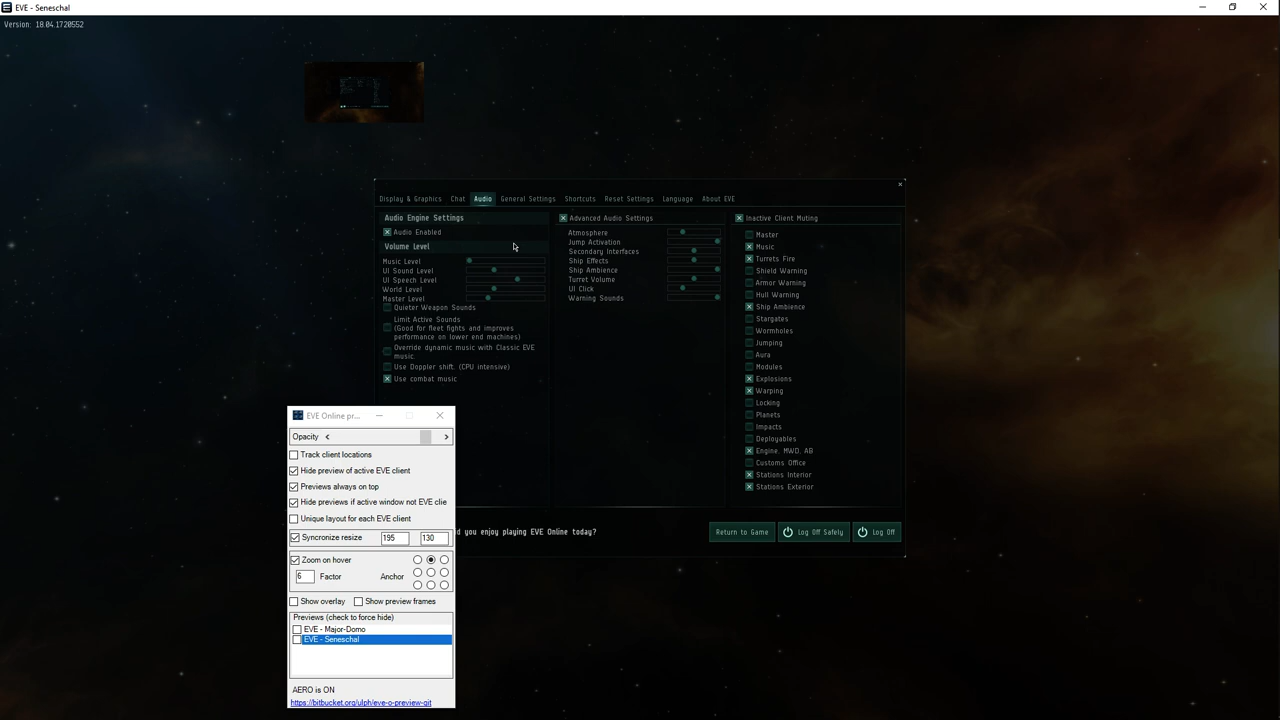 EVE - Seneschal
Version: 18.04.1720552
Display & Graphics Chat Audio General Settings Shortcuts Reset Settings Language About EVE
Audio Engine Settings
Audio Enabled
Volume Level
Music Level
UI Sound Level
UI Speech Level
World Level
Master Level
Quieter Weapon Sounds
Limit Active Sounds
(Good for fleet fights and improves
performance on lower end machines)
Override dynamic music with Classic EVE
music
Use Doppler shift. (CPU intensive)
Use combat music
Advanced Audio Settings
Atmosphere
Jump Activation
Secondary Interfaces
Ship Effects
Ship Ambience
Turret Volume
UI Click
Warning Sounds
Inactive Client Muting
Master
Music
Turrets Fire
Shield Warning
Armor Warning
Hull Warning
Ship Ambience
Stargates
Wormholes
Jumping
Aura
Modules
Explosions
Warping
Locking
Planets
Impacts
Deployables
Engine, MWD, AB
Customs Office
Stations Interior
Stations Exterior
d you enjoy playing EVE Online today?
Return to Game Log Off Safely Log Off
EVE Online pr...
Opacity
Track client locations
Hide preview of active EVE client
Previews always on top
Hide previews if active window not EVE clie
Unique layout for each EVE client
Syncronize resize 195 130
Zoom on hover
6 Factor Anchor
Show overlay Show preview frames
Previews (check to force hide)
EVE - Major-Domo
EVE - Seneschal
AERO is ON
https://bitbucket.org/ulph/eve-o-preview-git